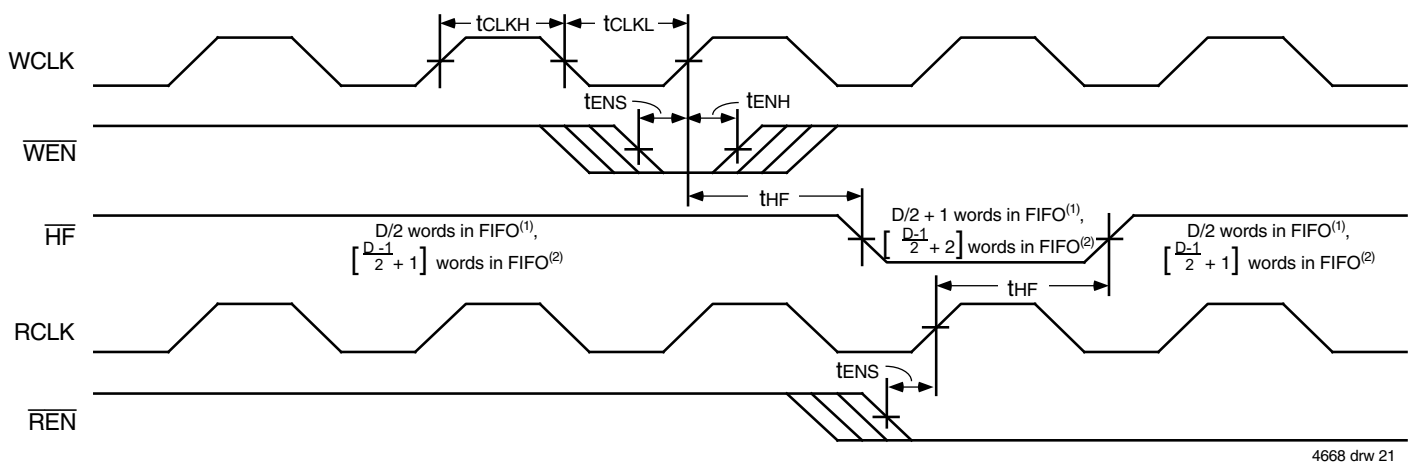 tCLKH tCLKL
WCLK
tENS tENH
WEN
tHF
HF
D/2 words in FIFO(1),
[ D-1/2 + 1 ] words in FIFO(2)
D/2 + 1 words in FIFO(1),
[ D-1/2 + 2 ] words in FIFO(2)
D/2 words in FIFO(1),
[ D-1/2 + 1 ] words in FIFO(2)
tHF
RCLK
tENS
REN
4668 drw 21